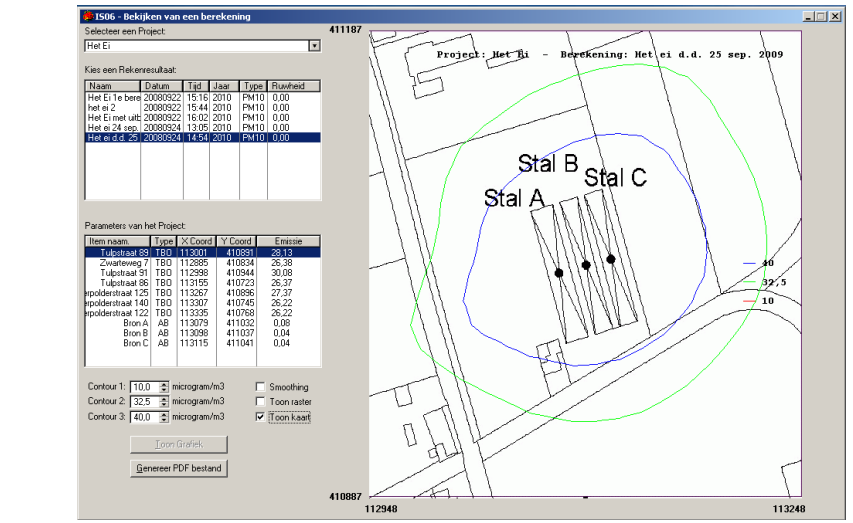 IS06 - Bekijken van een berekening
Selecteer een Project:
Het Ei
Kies een Rekenresultaat:
Naam Datum Tijd Jaar Type Ruwheid
Het Ei 1e bere 20080922 15:16 2010 PM10 0,00
het ei 2 20080922 15:44 2010 PM10 0,00
Het Ei met uitb 20080922 16:02 2010 PM10 0,00
Het ei 24 sep. 20080924 13:05 2010 PM10 0,00
Het ei d.d. 25 20080924 14:54 2010 PM10 0,00
Parameters van het Project:
Item naam. Type X Coord Y Coord Emissie
Tulpstraat 89 TBO 113001 410891 28,13
Zwarteweg 7 TBO 112885 410834 26,38
Tulpstraat 91 TBO 112998 410944 30,08
Tulpstraat 86 TBO 113155 410723 26,37
erpolderstraat 125 TBO 113267 410896 27,37
erpolderstraat 140 TBO 113307 410745 26,22
erpolderstraat 122 TBO 113335 410768 26,22
Bron A AB 113079 411032 0,08
Bron B AB 113098 411037 0,04
Bron C AB 113115 411041 0,04
Contour 1: 10,0 microgram/m3 Smoothing
Contour 2: 32,5 microgram/m3 Toon raster
Contour 3: 40,0 microgram/m3 Toon kaart
Toon Grafiek
Genereer PDF bestand
411187
Project: Het Ei - Berekening: Het ei d.d. 25 sep. 2009
Stal B
Stal C
Stal A
40
32,5
10
410887
112948 113248